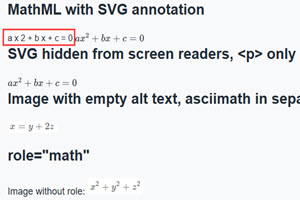 MathML with SVG annotation
a x 2 + b x + c = 0 ax² + bx + c = 0
SVG hidden from screen readers, <p> only
ax² + bx + c = 0
Image with empty alt text, asciimath in sepa
x = y + 2z
role="math"
Image without role: x² + y² + z²